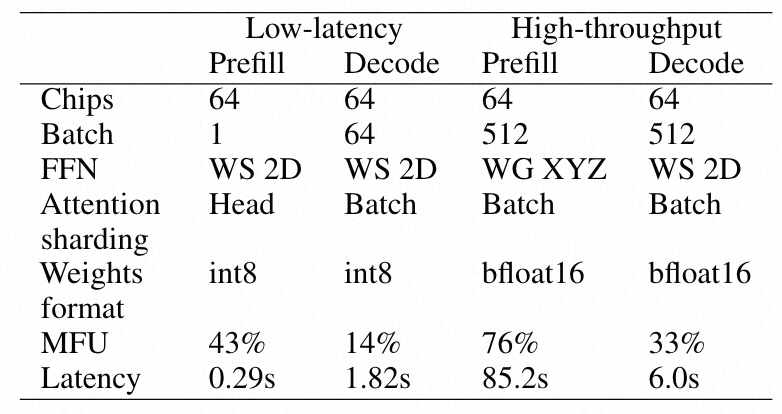 Low-latency High-throughput
Prefill Decode Prefill Decode
Chips 64 64 64 64
Batch 1 64 512 512
FFN WS 2D WS 2D WG XYZ WS 2D
Attention Head Batch Batch Batch
sharding
Weights int8 int8 bfloat16 bfloat16
format
MFU 43% 14% 76% 33%
Latency 0.29s 1.82s 85.2s 6.0s